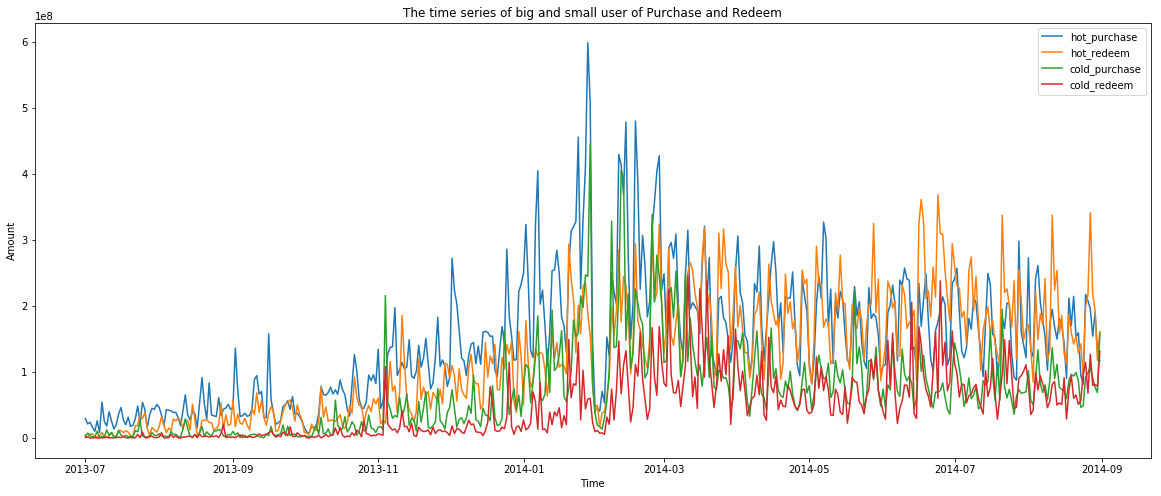 The time series of big and small user of Purchase and Redeem
1e8
hot_purchase
hot_redeem
cold_purchase
cold_redeem
6
5
4
3
2
1
0
Amount
2013-07 2013-09 2013-11 2014-01 2014-03 2014-05 2014-07 2014-09
Time